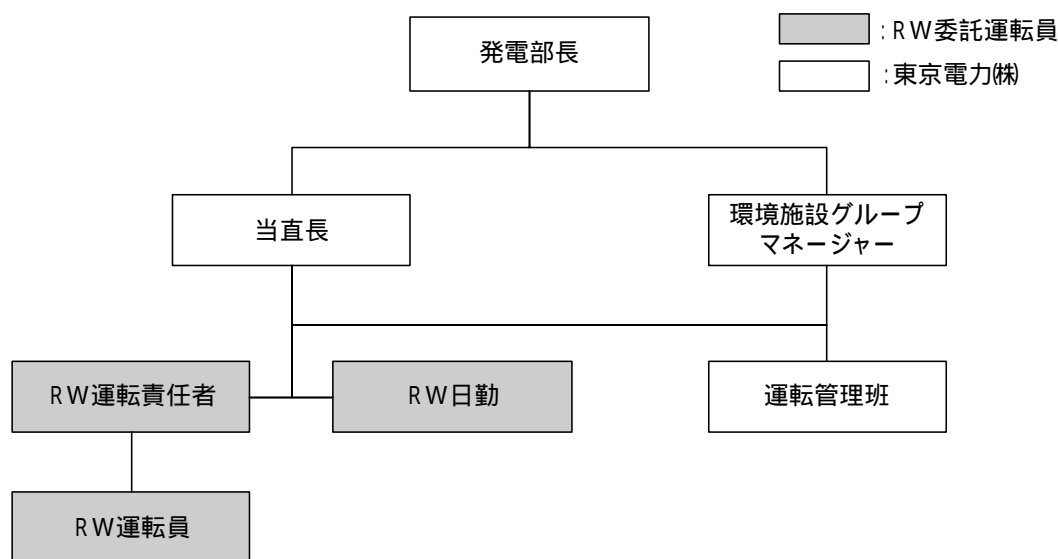 発電部長
:RW委託運転員
:東京電力㈱
当直長
環境施設グループ
マネージャー
RW運転責任者
RW日勤
運転管理班
RW運転員